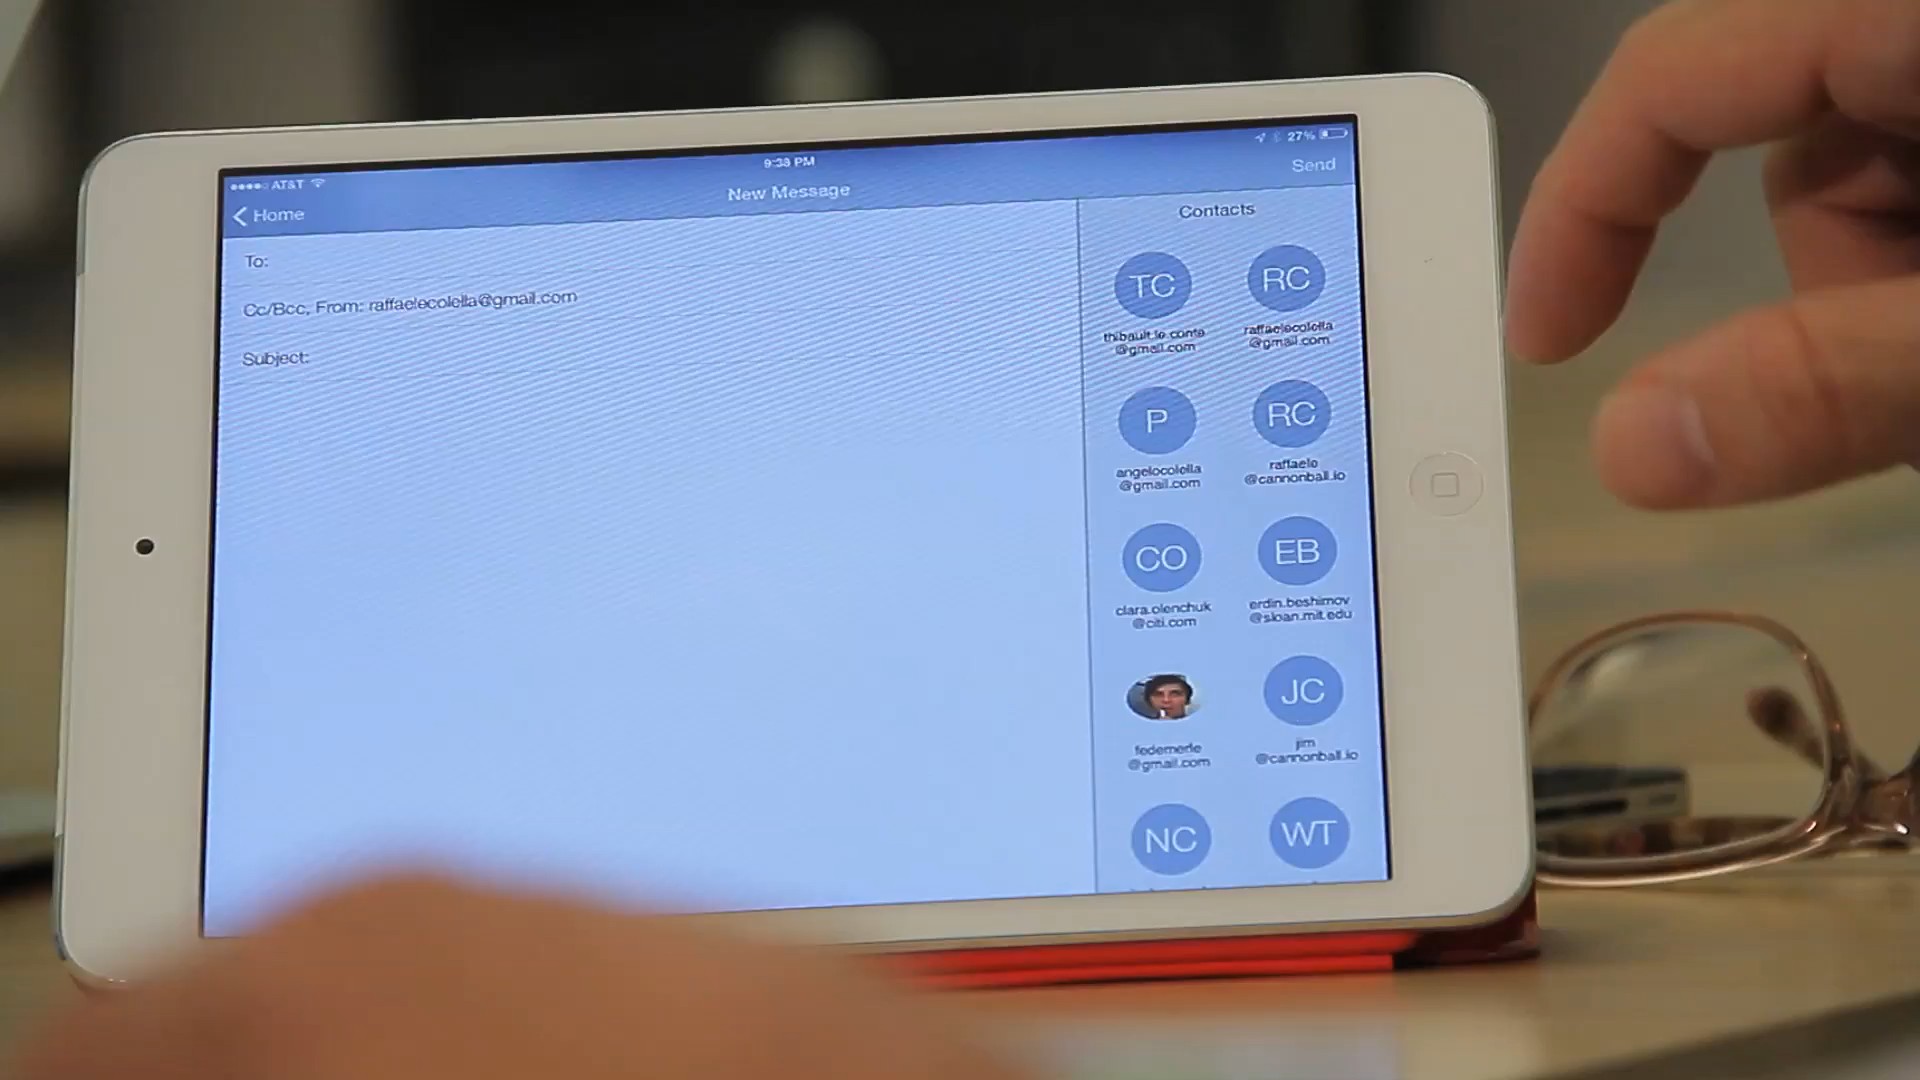 AT&T
9:38 PM
27%
Home
New Message
Send
To:
Cc/Bcc, From: raffaelecolella@gmail.com
Subject:
Contacts
TC
RC
thibault.le.conte
@gmail.com
raffaelecolella
@gmail.com
P
RC
angelocolella
@gmail.com
raffaele
@cannonball.io
CO
EB
clara.olenchuk
@citi.com
erdin.beshimov
@sloan.mit.edu
JC
fedemerle
@gmail.com
jim
@cannonball.io
NC
WT